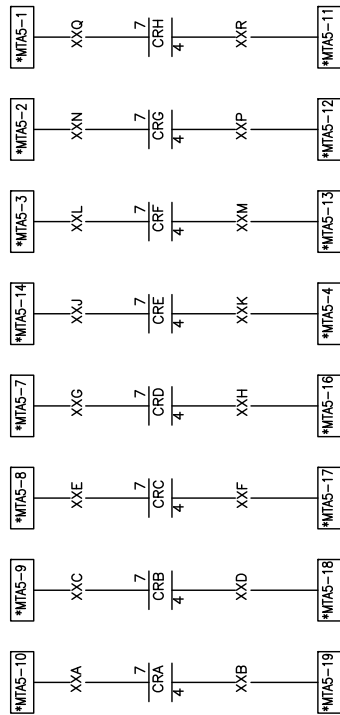 *MTA5-1 XXQ 7 CRH 4 XXR *MTA5-11
*MTA5-2 XXN 7 CRG 4 XXP *MTA5-12
*MTA5-3 XXL 7 CRF 4 XXM *MTA5-13
*MTA5-14 XXJ 7 CRE 4 XXK *MTA5-4
*MTA5-7 XXG 7 CRD 4 XXH *MTA5-16
*MTA5-8 XXE 7 CRC 4 XXF *MTA5-17
*MTA5-9 XXC 7 CRB 4 XXD *MTA5-18
*MTA5-10 XXA 7 CRA 4 XXB *MTA5-19